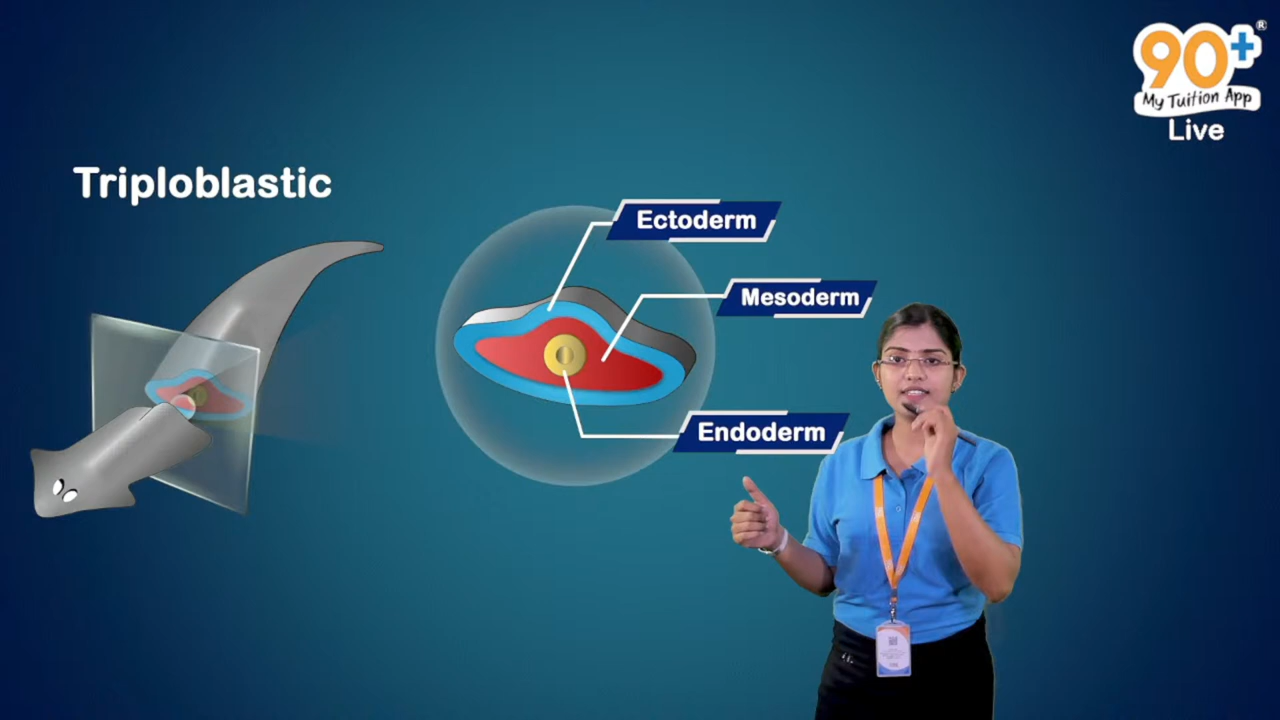 90+
®
My Tuition App
Live
Triploblastic
Ectoderm
Mesoderm
Endoderm